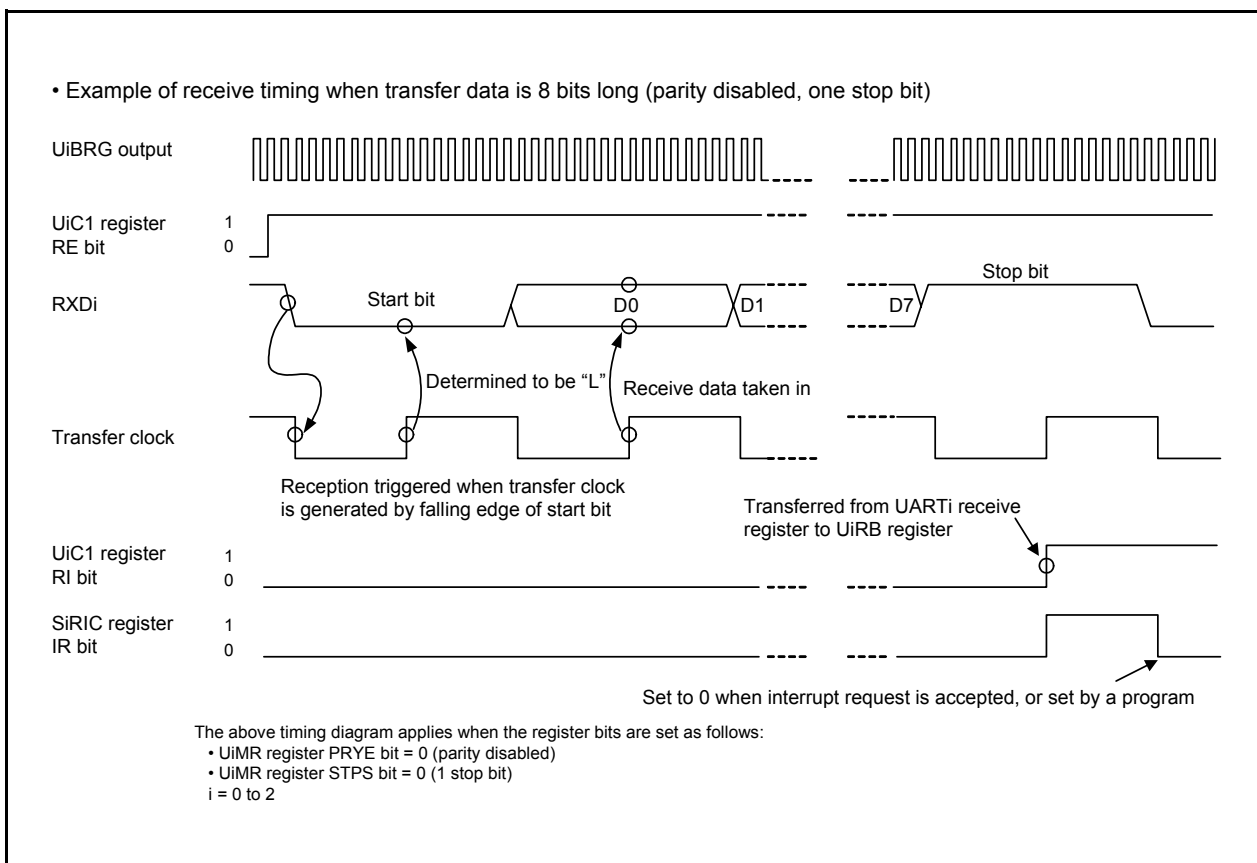 • Example of receive timing when transfer data is 8 bits long (parity disabled, one stop bit)
UiBRG output
UiC1 register
RE bit
1
0
RXDi
Start bit
D0
D1
D7
Stop bit
Determined to be “L”
Receive data taken in
Transfer clock
Reception triggered when transfer clock
is generated by falling edge of start bit
Transferred from UARTi receive
register to UiRB register
UiC1 register
RI bit
1
0
SiRIC register
IR bit
1
0
Set to 0 when interrupt request is accepted, or set by a program
The above timing diagram applies when the register bits are set as follows:
• UiMR register PRYE bit = 0 (parity disabled)
• UiMR register STPS bit = 0 (1 stop bit)
i = 0 to 2